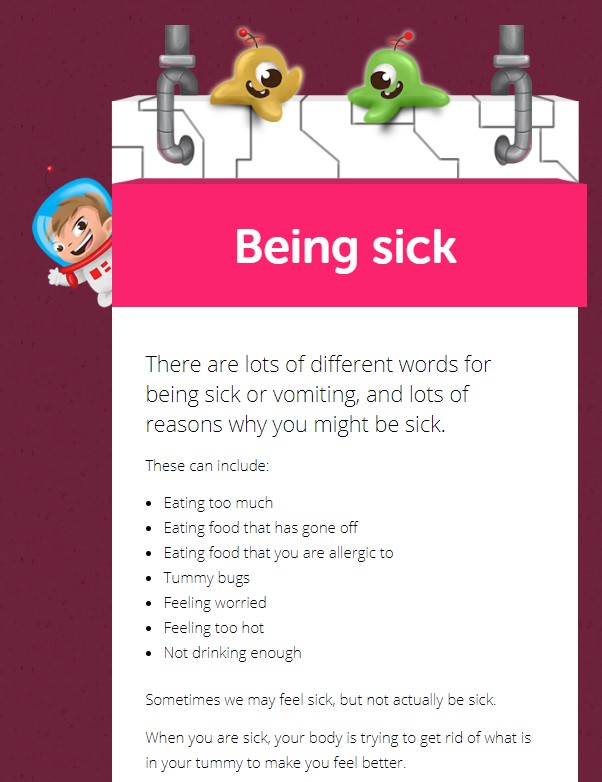 Being sick
There are lots of different words for
being sick or vomiting, and lots of
reasons why you might be sick.
These can include:
• Eating too much
• Eating food that has gone off
• Eating food that you are allergic to
• Tummy bugs
• Feeling worried
• Feeling too hot
• Not drinking enough
Sometimes we may feel sick, but not actually be sick.
When you are sick, your body is trying to get rid of what is
in your tummy to make you feel better.